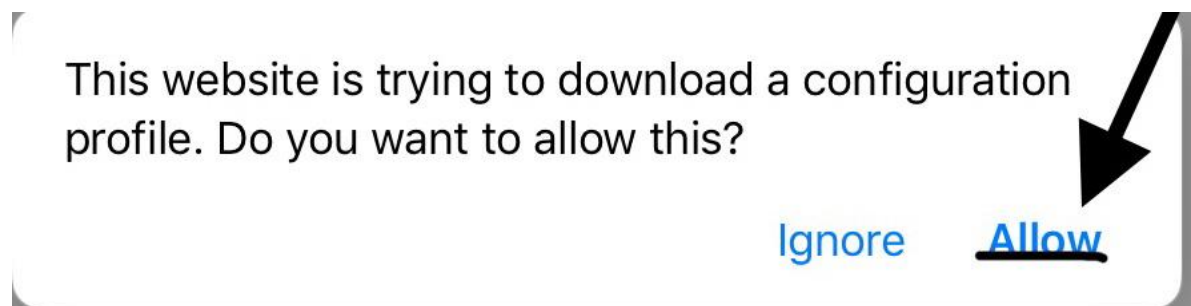 This website is trying to download a configuration
profile. Do you want to allow this?
Ignore Allow